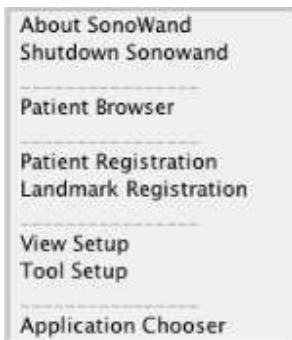 About SonoWand
Shutdown Sonowand
Patient Browser
Patient Registration
Landmark Registration
View Setup
Tool Setup
Application Chooser